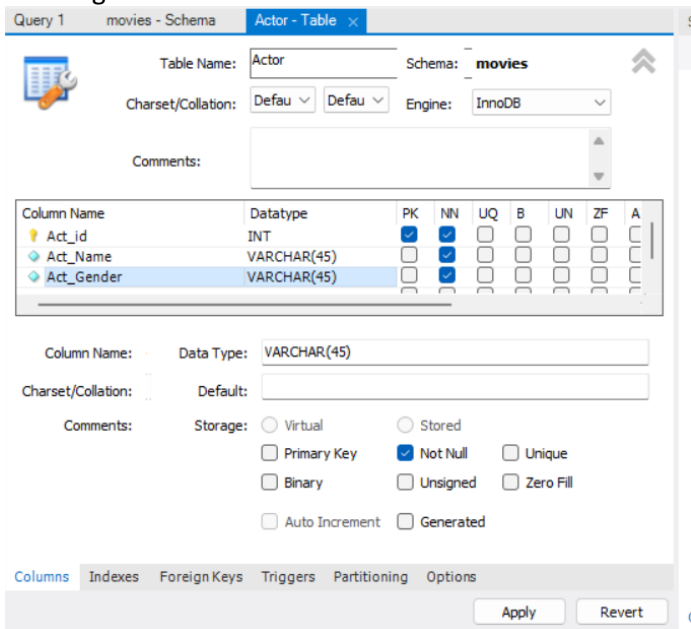 Query 1 movies - Schema Actor - Table ×
Table Name: Actor Schema: movies
Charset/Collation: Defau Defau Engine: InnoDB
Comments:
Column Name Datatype PK NN UQ B UN ZF A
Act_id INT
Act_Name VARCHAR(45)
Act_Gender VARCHAR(45)
Column Name: Data Type: VARCHAR(45)
Charset/Collation: Default:
Comments: Storage: Virtual Stored
Primary Key Not Null Unique
Binary Unsigned Zero Fill
Auto Increment Generated
Columns Indexes Foreign Keys Triggers Partitioning Options
Apply Revert